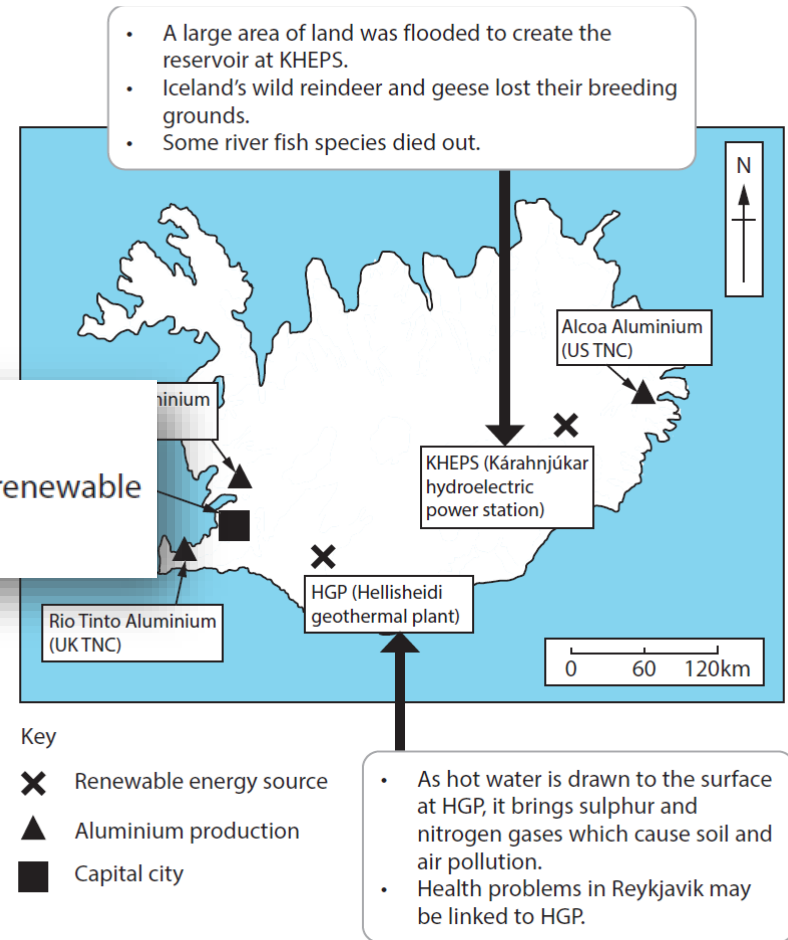 • A large area of land was flooded to create the
reservoir at KHEPS.
• Iceland's wild reindeer and geese lost their breeding
grounds.
• Some river fish species died out.
N
Alcoa Aluminium
(US TNC)
KHEPS (Kárahnjúkar
hydroelectric
power station)
renewable
HGP (Hellisheidi
geothermal plant)
Rio Tinto Aluminium
(UK TNC)
0 60 120km
Key
Renewable energy source
Aluminium production
Capital city
• As hot water is drawn to the surface
at HGP, it brings sulphur and
nitrogen gases which cause soil and
air pollution.
• Health problems in Reykjavik may
be linked to HGP.